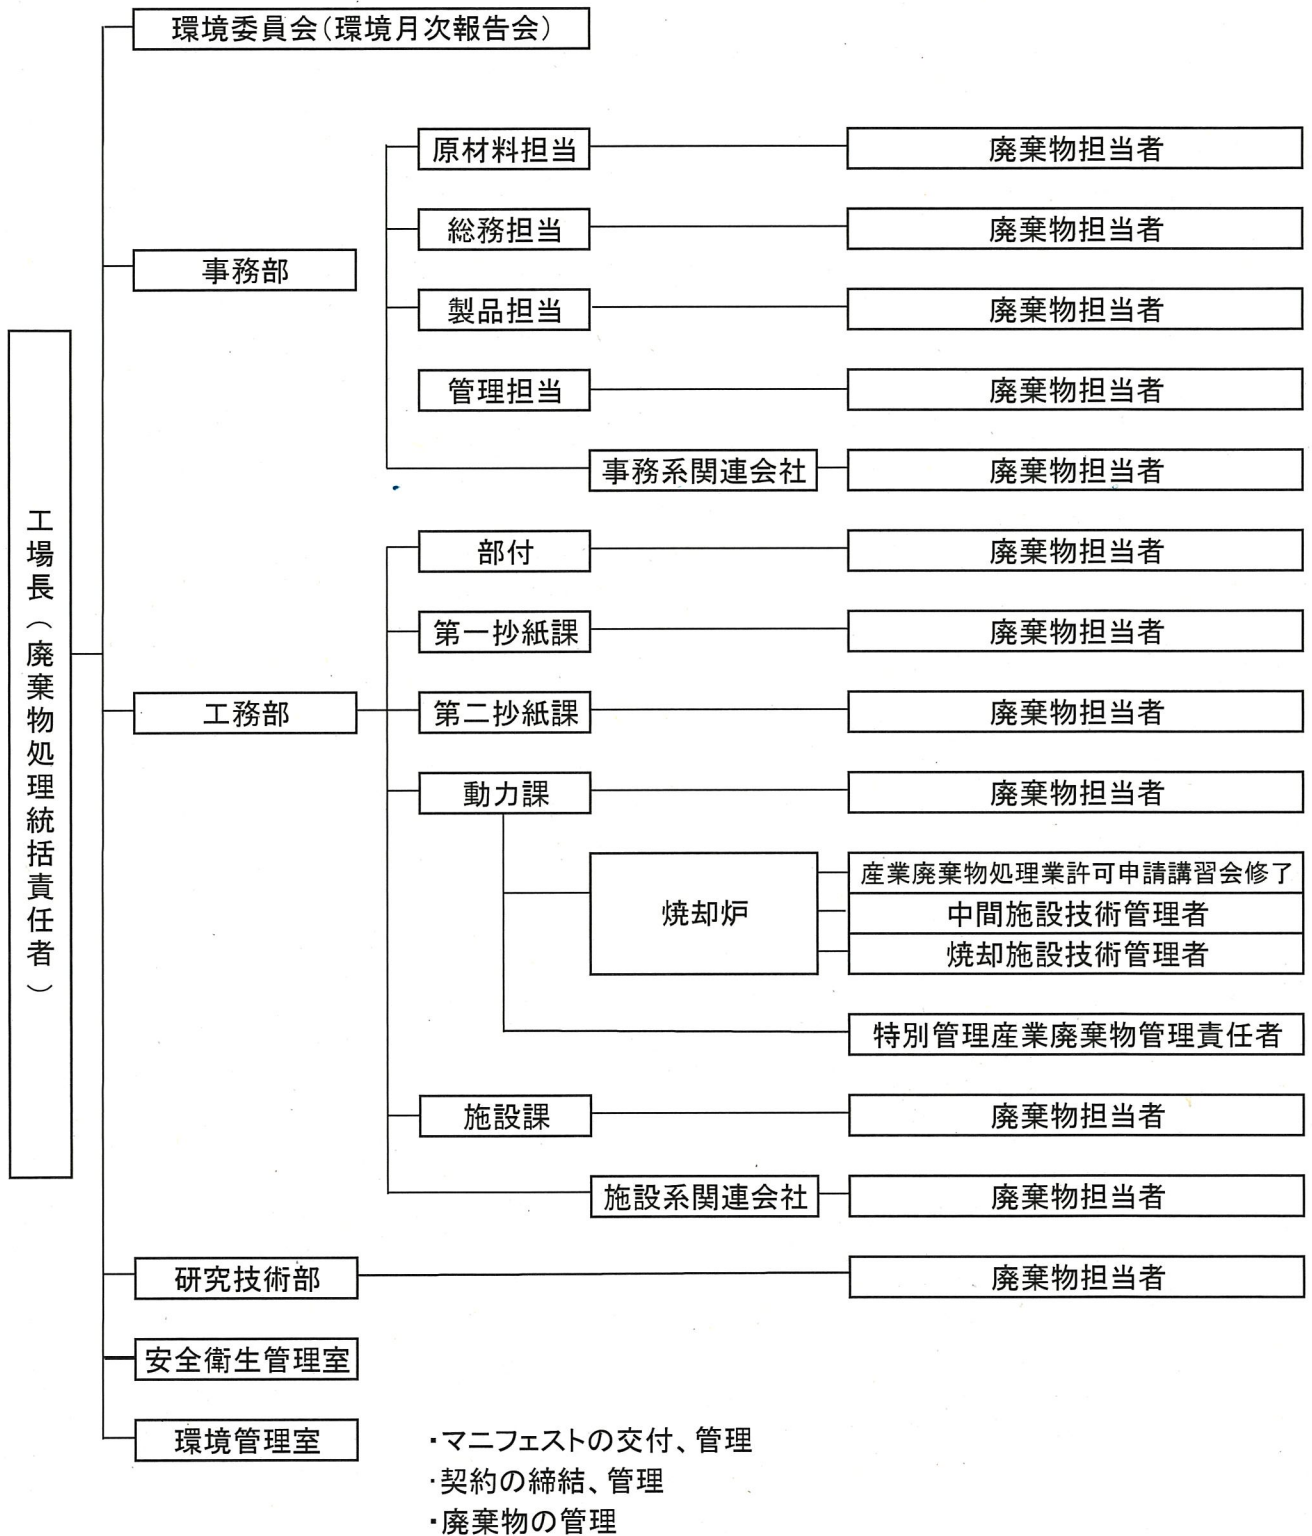 環境委員会（環境月次報告会）
原材料担当
廃棄物担当者
総務担当
廃棄物担当者
事務部
製品担当
廃棄物担当者
管理担当
廃棄物担当者
事務系関連会社
廃棄物担当者
工場長（廃棄物処理統括責任者）
部付
廃棄物担当者
第一抄紙課
廃棄物担当者
工務部
第二抄紙課
廃棄物担当者
動力課
廃棄物担当者
焼却炉
産業廃棄物処理業許可申請講習会修了
中間施設技術管理者
焼却施設技術管理者
特別管理産業廃棄物管理責任者
施設課
廃棄物担当者
施設系関連会社
廃棄物担当者
研究技術部
廃棄物担当者
安全衛生管理室
環境管理室
・マニフェストの交付、管理
・契約の締結、管理
・廃棄物の管理